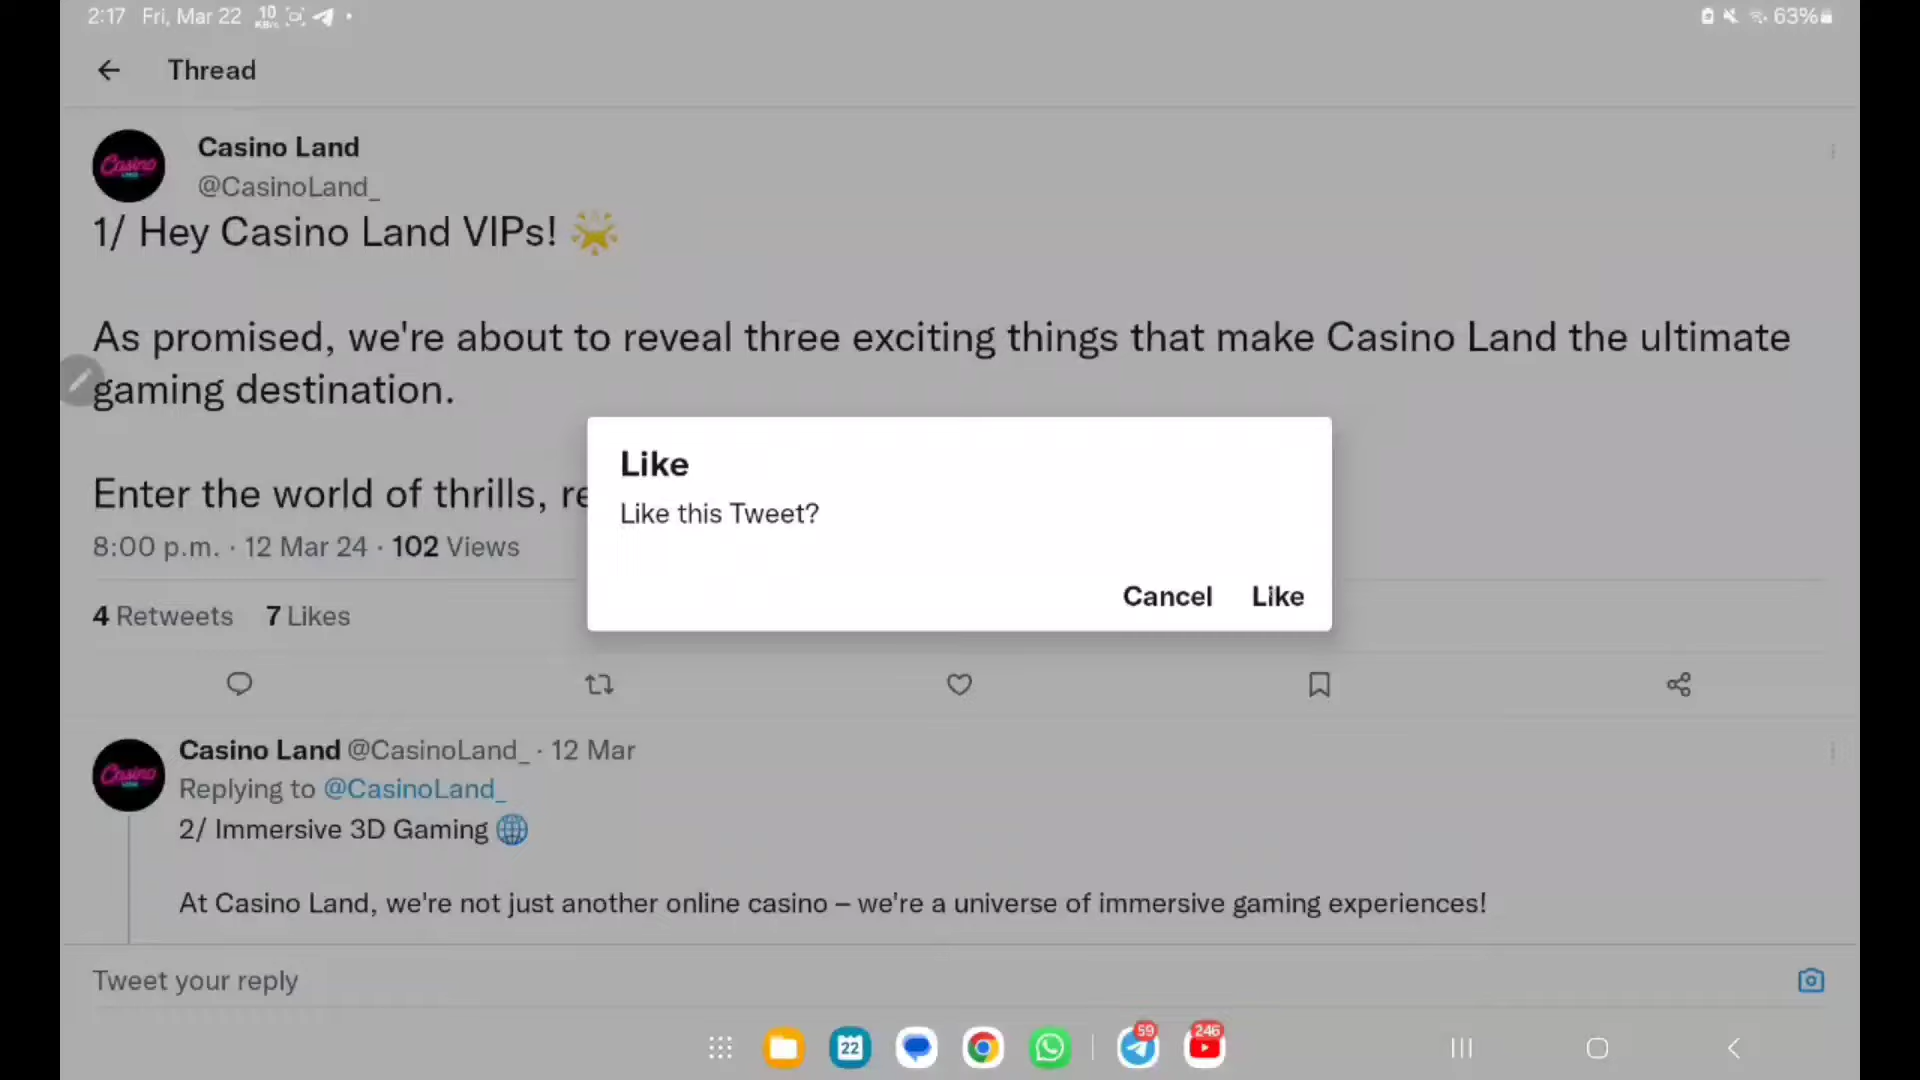 2:17 Fri, Mar 22 10 KB/s 63%
Thread
Casino
Casino Land
@CasinoLand_
1/ Hey Casino Land VIPs! 🌟
As promised, we're about to reveal three exciting things that make Casino Land the ultimate
gaming destination.
Enter the world of thrills, re
8:00 p.m. · 12 Mar 24 · 102 Views
Like
Like this Tweet?
Cancel Like
4 Retweets 7 Likes
Casino
Casino Land @CasinoLand_ · 12 Mar
Replying to @CasinoLand_
2/ Immersive 3D Gaming 🌐
At Casino Land, we're not just another online casino – we're a universe of immersive gaming experiences!
Tweet your reply
22
59
246